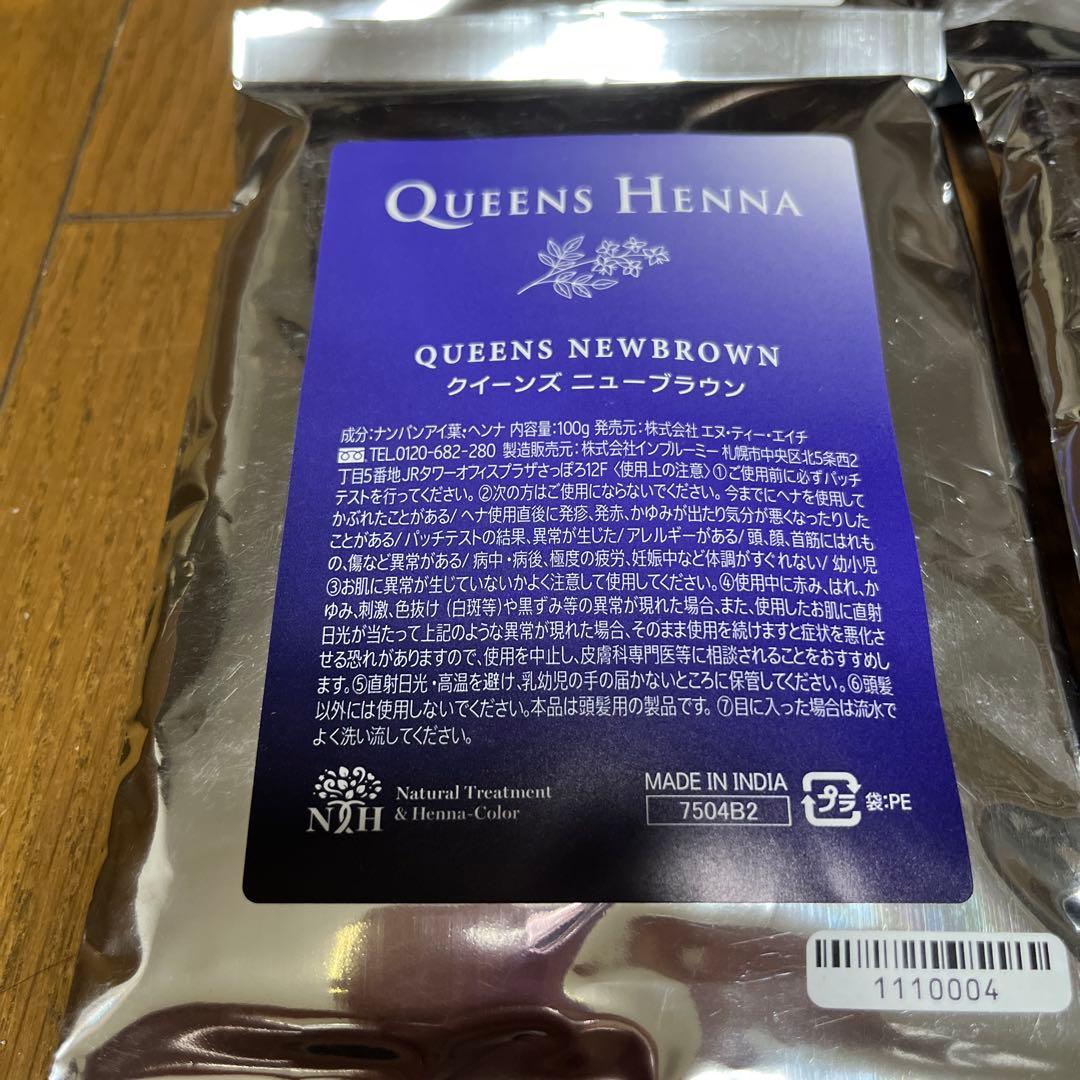 QUEENS HENNA
QUEENS NEWBROWN
クイーンズ ニューブラウン
成分:ナンバンアイ葉・ヘンナ 内容量:100g 発売元:株式会社 エヌ・ティー・エイチ
TEL.0120-682-280 製造販売元:株式会社インブルーミー 札幌市中央区北5条西2
丁目5番地JRタワーオフィスプラザさっぽろ12F 〈使用上の注意〉①ご使用前に必ずパッチ
テストを行ってください。②次の方はご使用にならないでください。今までにヘナを使用して
かぶれたことがある/ ヘナ使用直後に発疹、発赤、かゆみが出たり気分が悪くなったりした
ことがある/ パッチテストの結果、異常が生じた/ アレルギーがある/ 頭、顔、首筋にはれも
の、傷など異常がある/ 病中・病後、極度の疲労、妊娠中など体調がすぐれない/ 幼小児
③お肌に異常が生じていないかよく注意して使用してください。④使用中に赤み、はれ、か
ゆみ、刺激、色抜け (白斑等)や黒ずみ等の異常が現れた場合、また、使用したお肌に直射
日光が当たって上記のような異常が現れた場合、そのまま使用を続けますと症状を悪化さ
せる恐れがありますので、使用を中止し、皮膚科専門医等に相談されることをおすすめし
ます。⑤直射日光・高温を避け、乳幼児の手の届かないところに保管してください。⑥頭髪
以外には使用しないでください。本品は頭髪用の製品です。⑦目に入った場合は流水で
よく洗い流してください。
NTH
Natural Treatment
& Henna-Color
MADE IN INDIA
7504B2
プラ 袋:PE
1110004